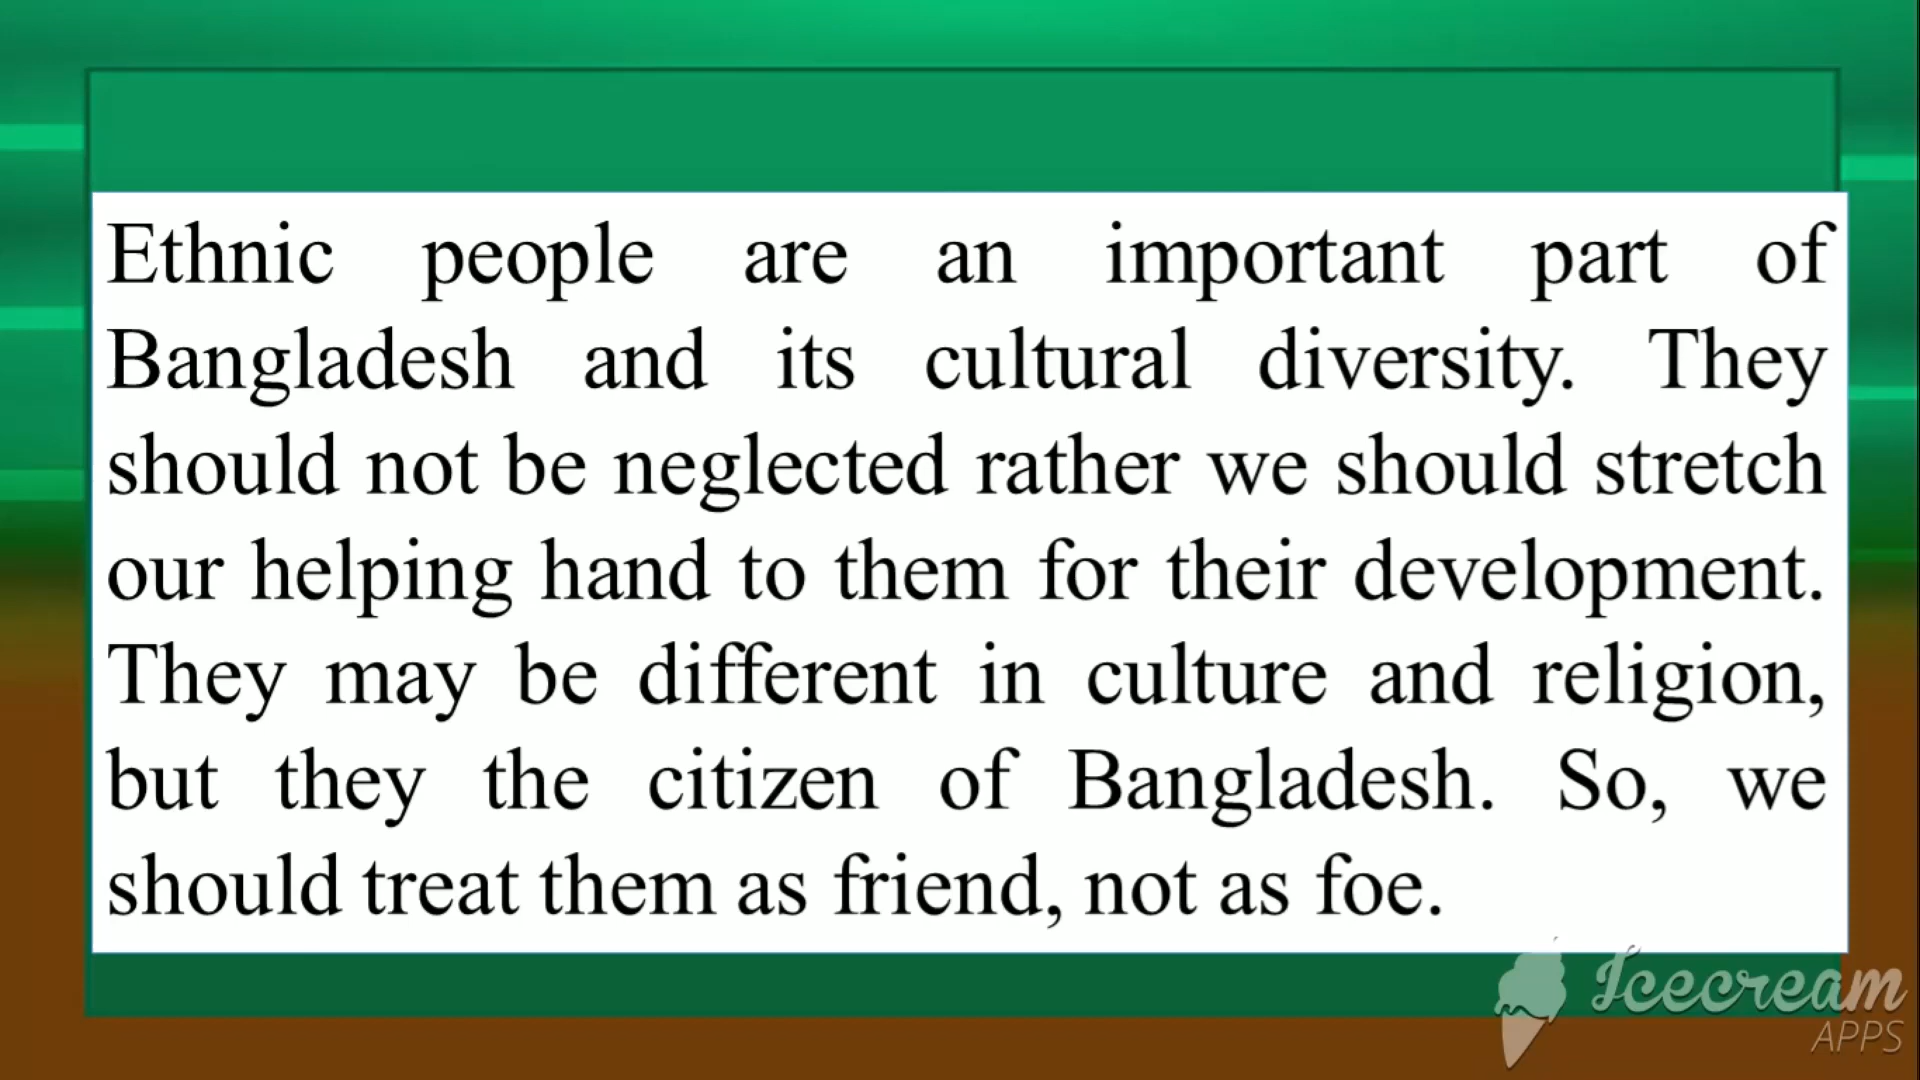 Ethnic people are an important part of
Bangladesh and its cultural diversity. They
should not be neglected rather we should stretch
our helping hand to them for their development.
They may be different in culture and religion,
but they the citizen of Bangladesh. So, we
should treat them as friend, not as foe.
Icecream
APPS